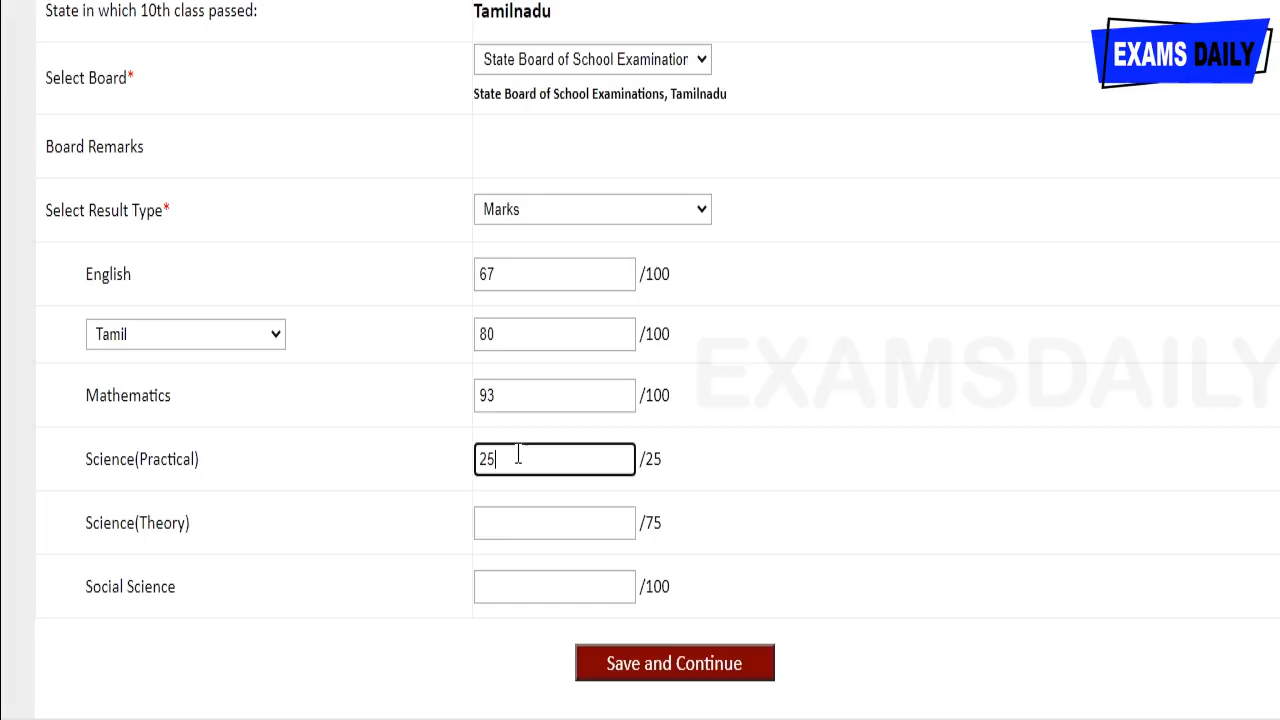 State in which 10th class passed: Tamilnadu
EXAMS DAILY
Select Board* State Board of School Examination
State Board of School Examinations, Tamilnadu
Board Remarks
Select Result Type* Marks
English 67 /100
Tamil 80 /100
EXAMSDAILY
Mathematics 93 /100
Science(Practical) 25 /25
Science(Theory) /75
Social Science /100
Save and Continue